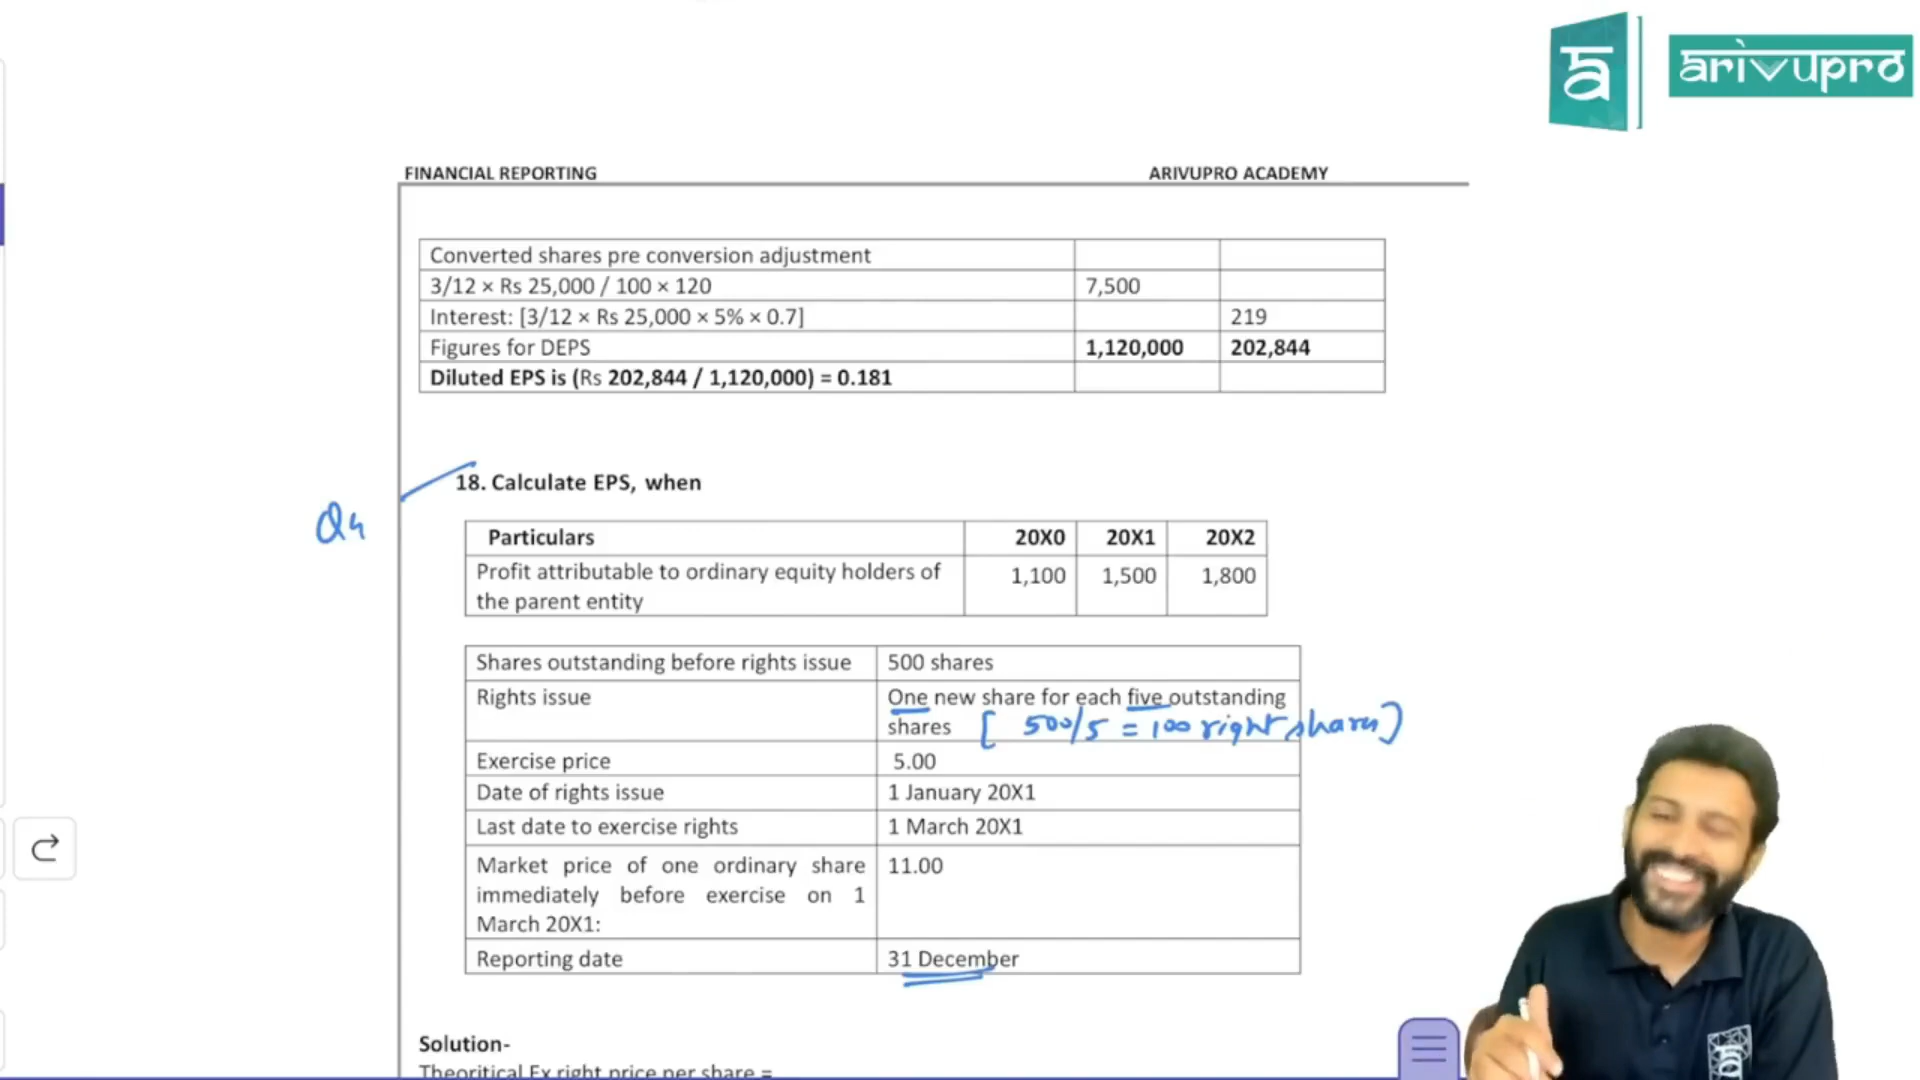 ā
arivupro
FINANCIAL REPORTING ARIVUPRO ACADEMY
Converted shares pre conversion adjustment
3/12 × Rs 25,000 / 100 × 120 7,500
Interest: [3/12 × Rs 25,000 × 5% × 0.7] 219
Figures for DEPS 1,120,000 202,844
Diluted EPS is (Rs 202,844 / 1,120,000) = 0.181
18. Calculate EPS, when
Q4
Particulars 20X0 20X1 20X2
Profit attributable to ordinary equity holders of 1,100 1,500 1,800
the parent entity
Shares outstanding before rights issue 500 shares
Rights issue One new share for each five outstanding
shares [ 500/5 = 100 right shares]
Exercise price 5.00
Date of rights issue 1 January 20X1
Last date to exercise rights 1 March 20X1
Market price of one ordinary share 11.00
immediately before exercise on 1
March 20X1:
Reporting date 31 December
Solution-
Theoritical Ex right price per share =